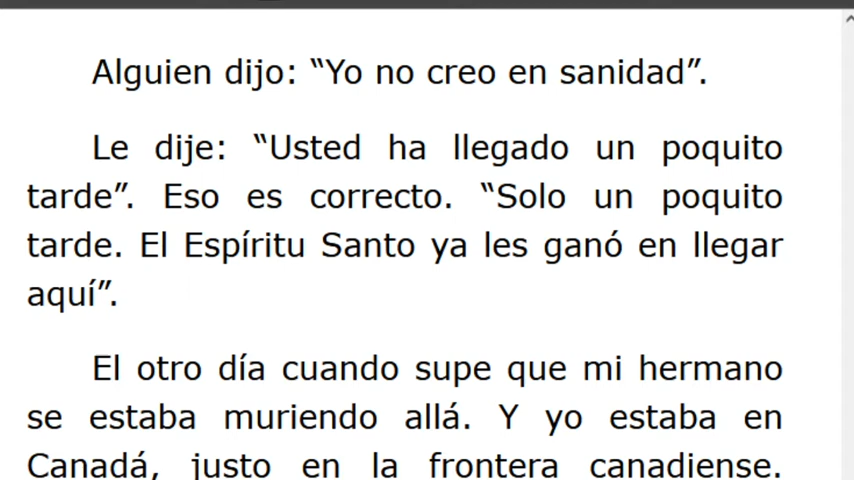 Alguien dijo: “Yo no creo en sanidad”.
Le dije: “Usted ha llegado un poquito
tarde”. Eso es correcto. “Solo un poquito
tarde. El Espíritu Santo ya les ganó en llegar
aquí”.
El otro día cuando supe que mi hermano
se estaba muriendo allá. Y yo estaba en
Canadá, justo en la frontera canadiense.